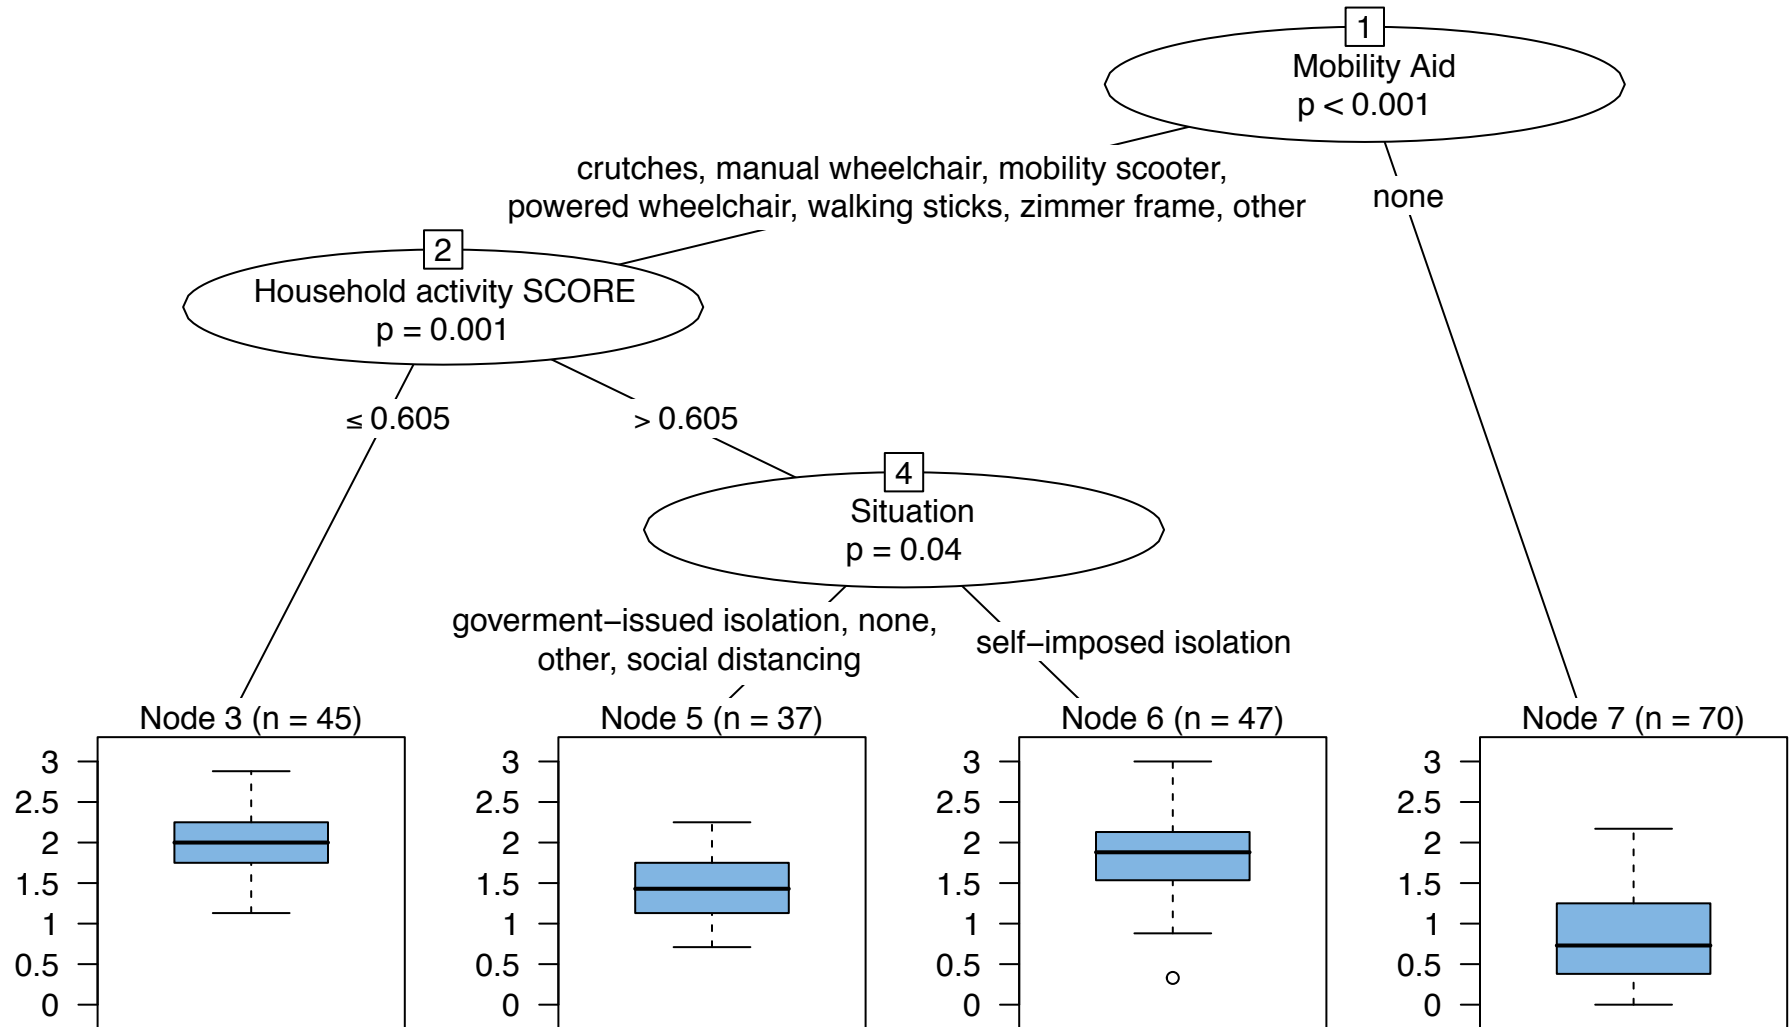 1
Mobility Aid
p < 0.001
crutches, manual wheelchair, mobility scooter,
powered wheelchair, walking sticks, zimmer frame, other
none
2
Household activity SCORE
p = 0.001
≤ 0.605
> 0.605
4
Situation
p = 0.04
goverment−issued isolation, none,
other, social distancing
self−imposed isolation
Node 3 (n = 45)
3
2.5
2
1.5
1
0.5
0
Node 5 (n = 37)
3
2.5
2
1.5
1
0.5
0
Node 6 (n = 47)
3
2.5
2
1.5
1
0.5
0
Node 7 (n = 70)
3
2.5
2
1.5
1
0.5
0